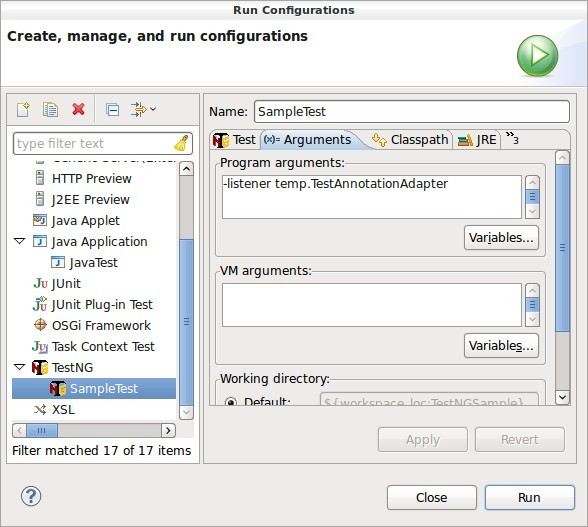 Run Configurations
Create, manage, and run configurations
type filter text
HTTP Preview
J2EE Preview
Java Applet
Java Application
JavaTest
JUnit
JUnit Plug-in Test
OSGi Framework
Task Context Test
TestNG
SampleTest
XSL
Filter matched 17 of 17 items
Name: SampleTest
Test (x)= Arguments Classpath JRE »3
Program arguments:
-listener temp.TestAnnotationAdapter
Variables...
VM arguments:
Variables...
Working directory:
Default: ${workspace_loc:TestNGSample}
Apply Revert
Close Run